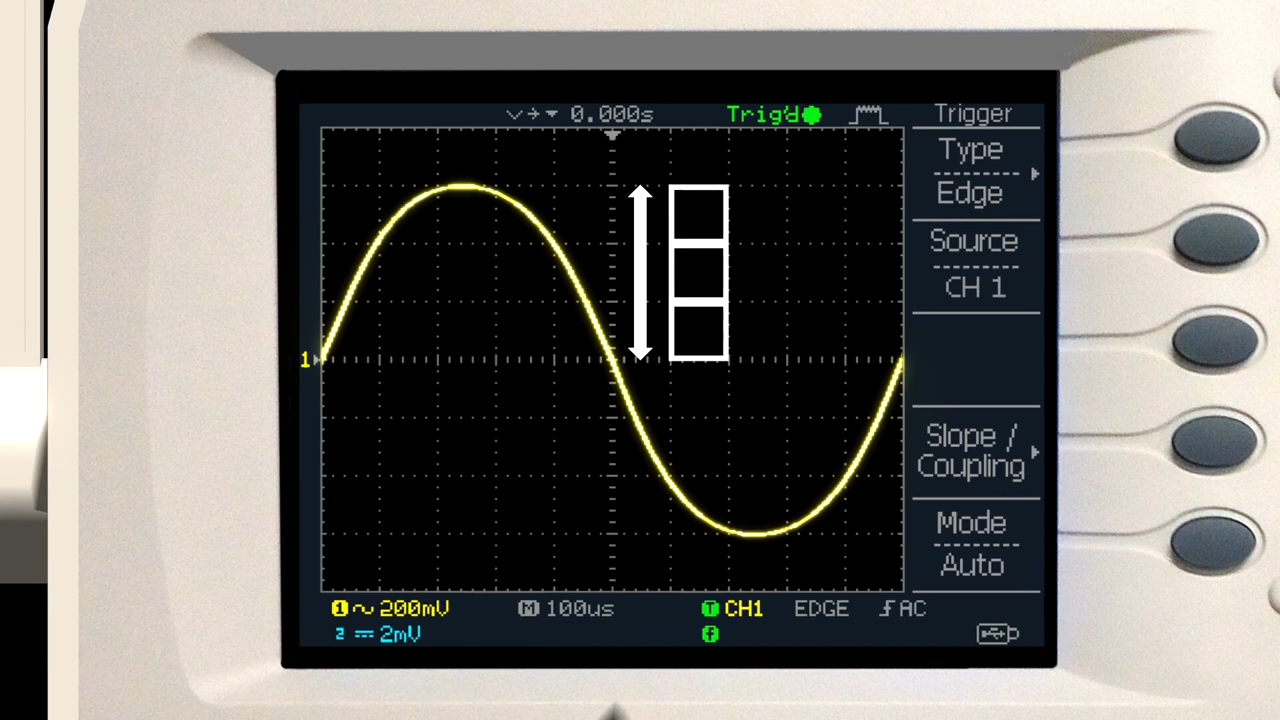 0.000s Trig'd Trigger
Type
Edge
Source
CH 1
1
Slope /
Coupling
Mode
Auto
1 200mV M 100us T CH1 EDGE AC
2 2mV f